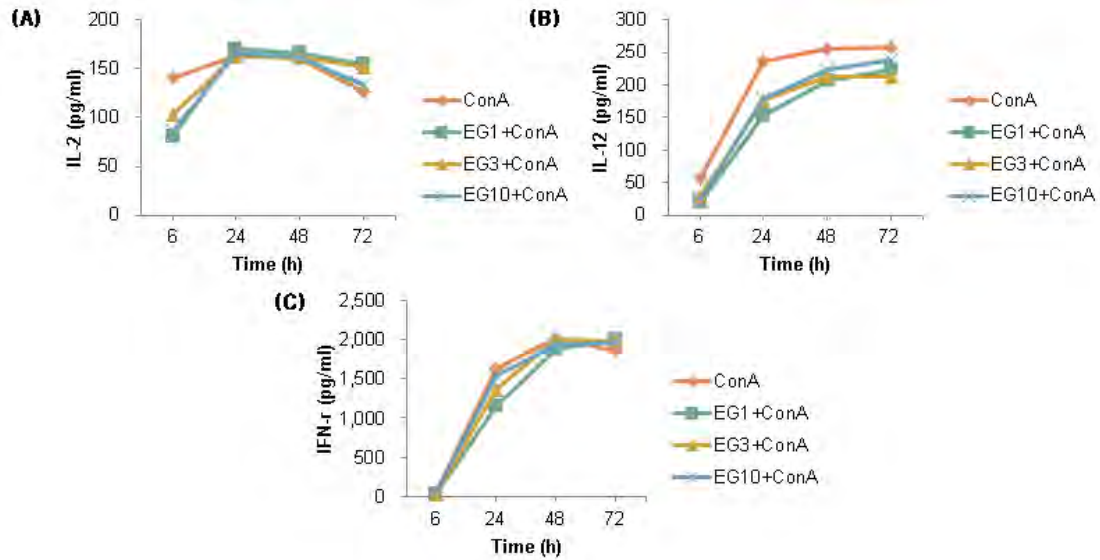 (A)
200
150
100
50
0
IL-2 (pg/ml)
6 24 48 72
Time (h)
ConA
EG1+ConA
EG3+ConA
EG10+ConA
(B)
300
250
200
150
100
50
0
IL-12 (pg/ml)
6 24 48 72
Time (h)
ConA
EG1+ConA
EG3+ConA
EG10+ConA
(C)
2,500
2,000
1,500
1,000
500
0
IFN-r (pg/ml)
6 24 48 72
Time (h)
ConA
EG1+ConA
EG3+ConA
EG10+ConA